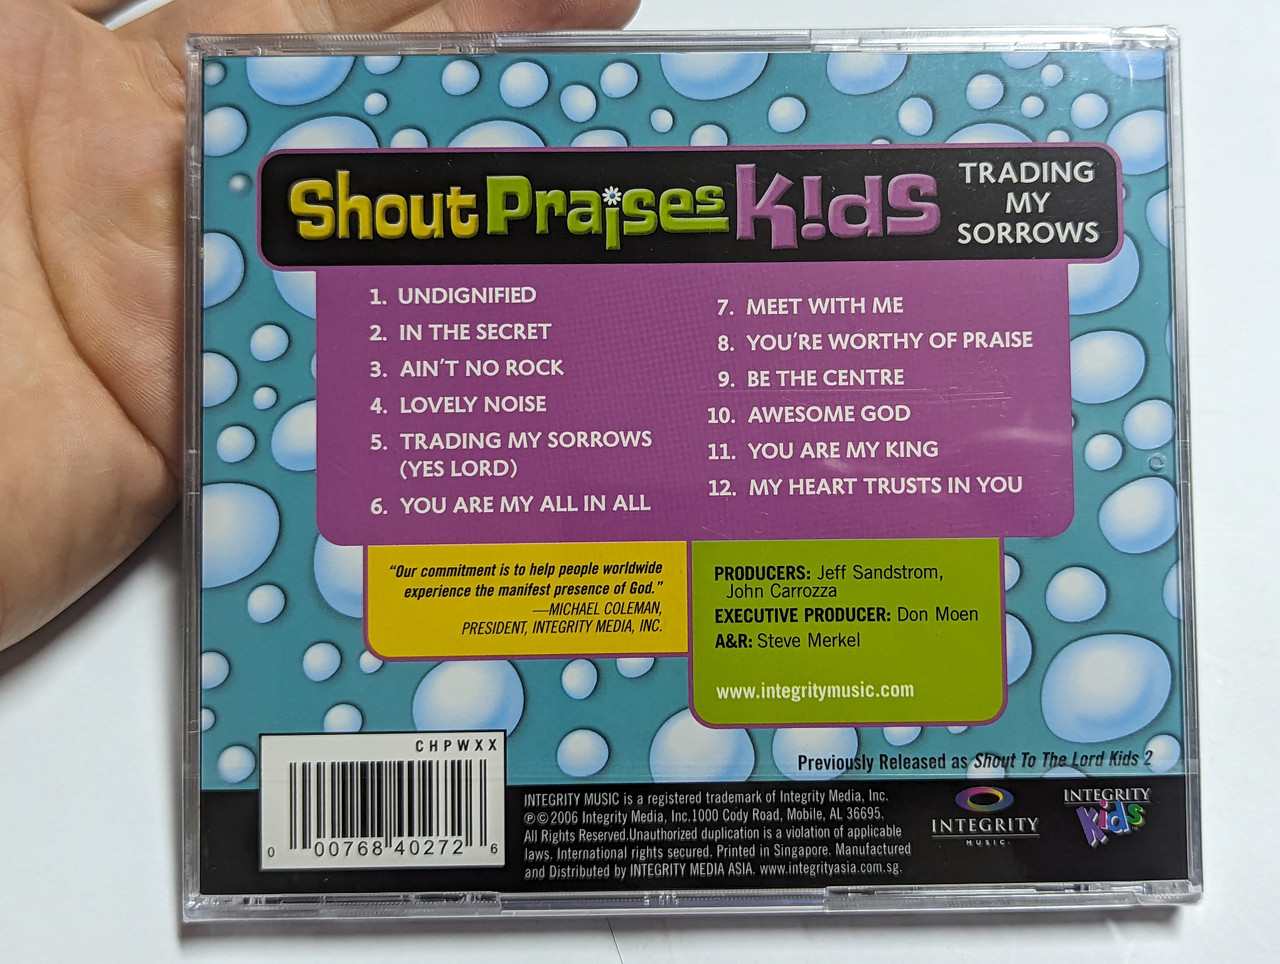 Shout Praises Kids
TRADING
MY
SORROWS
1. UNDIGNIFIED
2. IN THE SECRET
3. AIN'T NO ROCK
4. LOVELY NOISE
5. TRADING MY SORROWS
(YES LORD)
6. YOU ARE MY ALL IN ALL
7. MEET WITH ME
8. YOU'RE WORTHY OF PRAISE
9. BE THE CENTRE
10. AWESOME GOD
11. YOU ARE MY KING
12. MY HEART TRUSTS IN YOU
"Our commitment is to help people worldwide
experience the manifest presence of God."
—MICHAEL COLEMAN,
PRESIDENT, INTEGRITY MEDIA, INC.
PRODUCERS: Jeff Sandstrom,
John Carrozza
EXECUTIVE PRODUCER: Don Moen
A&R: Steve Merkel
www.integritymusic.com
Previously Released as Shout To The Lord Kids 2
CHPWXX
0 00768 40272 6
INTEGRITY MUSIC is a registered trademark of Integrity Media, Inc.
℗©2006 Integrity Media, Inc.1000 Cody Road, Mobile, AL 36695.
All Rights Reserved.Unauthorized duplication is a violation of applicable
laws. International rights secured. Printed in Singapore. Manufactured
and Distributed by INTEGRITY MEDIA ASIA. www.integrityasia.com.sg.
INTEGRITY
MUSIC.
INTEGRITY
Kids